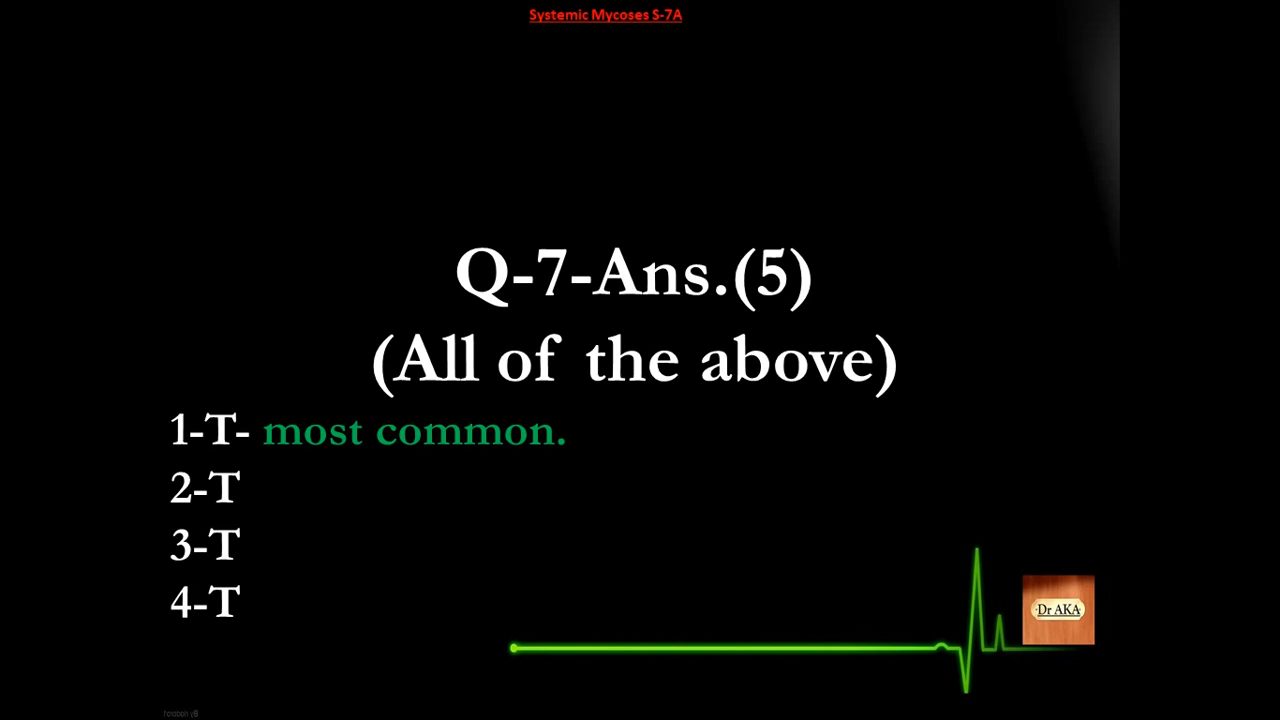 Systemic Mycoses S-7A
Q-7-Ans.(5)
(All of the above)
1-T- most common.
2-T
3-T
4-T
Dr AKA